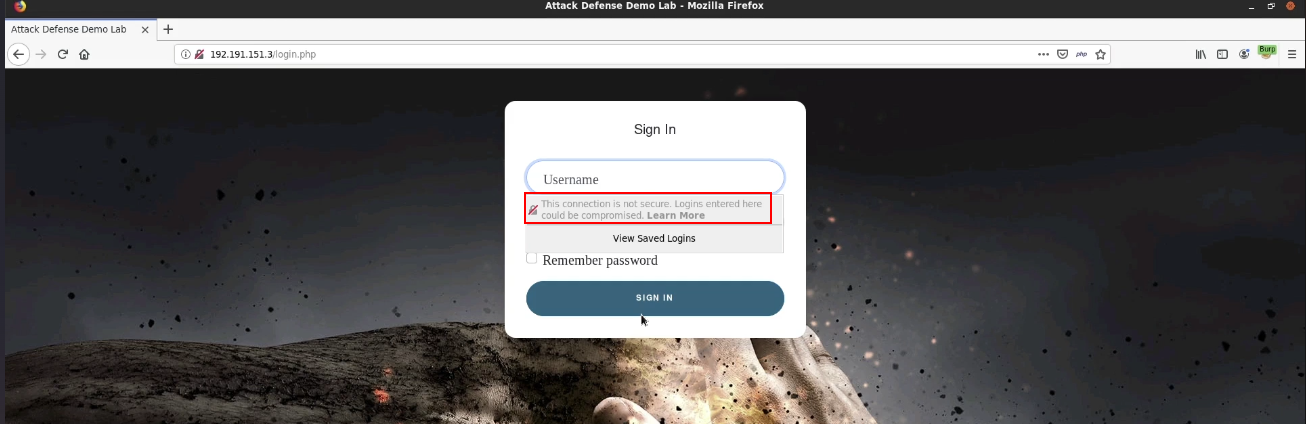 Attack Defense Demo Lab - Mozilla Firefox
Attack Defense Demo Lab
192.191.151.3/login.php
php
Burp
Sign In
Username
This connection is not secure. Logins entered here
could be compromised. Learn More
View Saved Logins
Remember password
SIGN IN